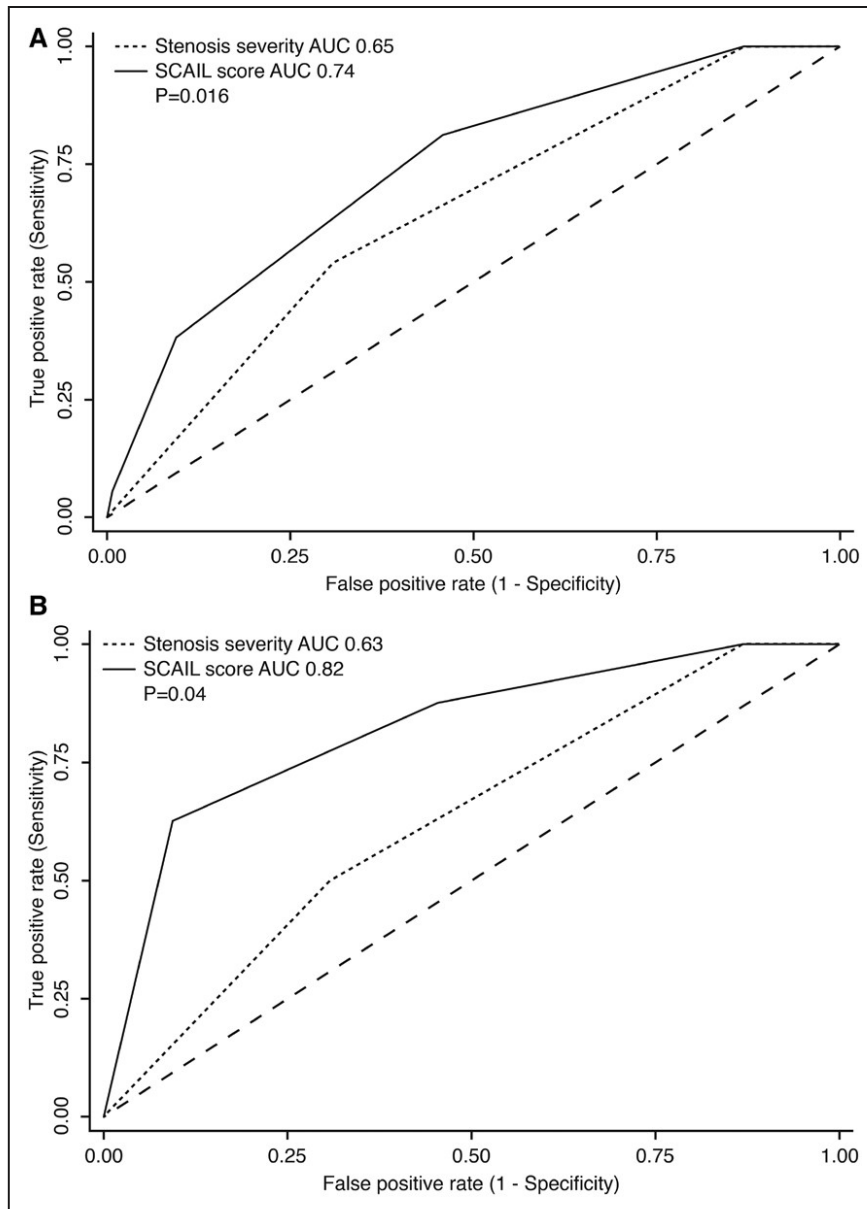 A
Stenosis severity AUC 0.65
SCAIL score AUC 0.74
P=0.016
True positive rate (Sensitivity)
1.00
0.75
0.50
0.25
0.00
0.00 0.25 0.50 0.75 1.00
False positive rate (1 - Specificity)
B
Stenosis severity AUC 0.63
SCAIL score AUC 0.82
P=0.04
True positive rate (Sensitivity)
1.00
0.75
0.50
0.25
0.00
0.00 0.25 0.50 0.75 1.00
False positive rate (1 - Specificity)